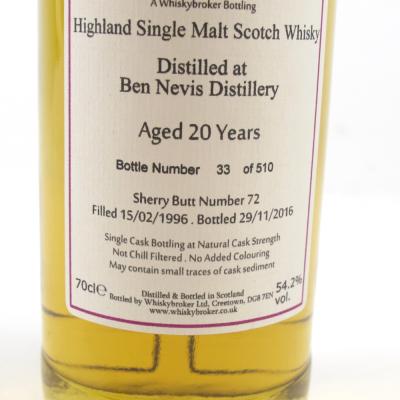 A Whiskybroker Bottling
Highland Single Malt Scotch Whisky
Distilled at
Ben Nevis Distillery
Aged 20 Years
Bottle Number 33 of 510
Sherry Butt Number 72
Filled 15/02/1996 . Bottled 29/11/2016
Single Cask Bottling at Natural Cask Strength
Not Chill Filtered . No Added Colouring
May contain small traces of cask sediment
70cl℮ Distilled & Bottled in Scotland 54.2%
Bottled by Whiskybroker Ltd, Creetown, DG8 7EN vol.
www.whiskybroker.co.uk